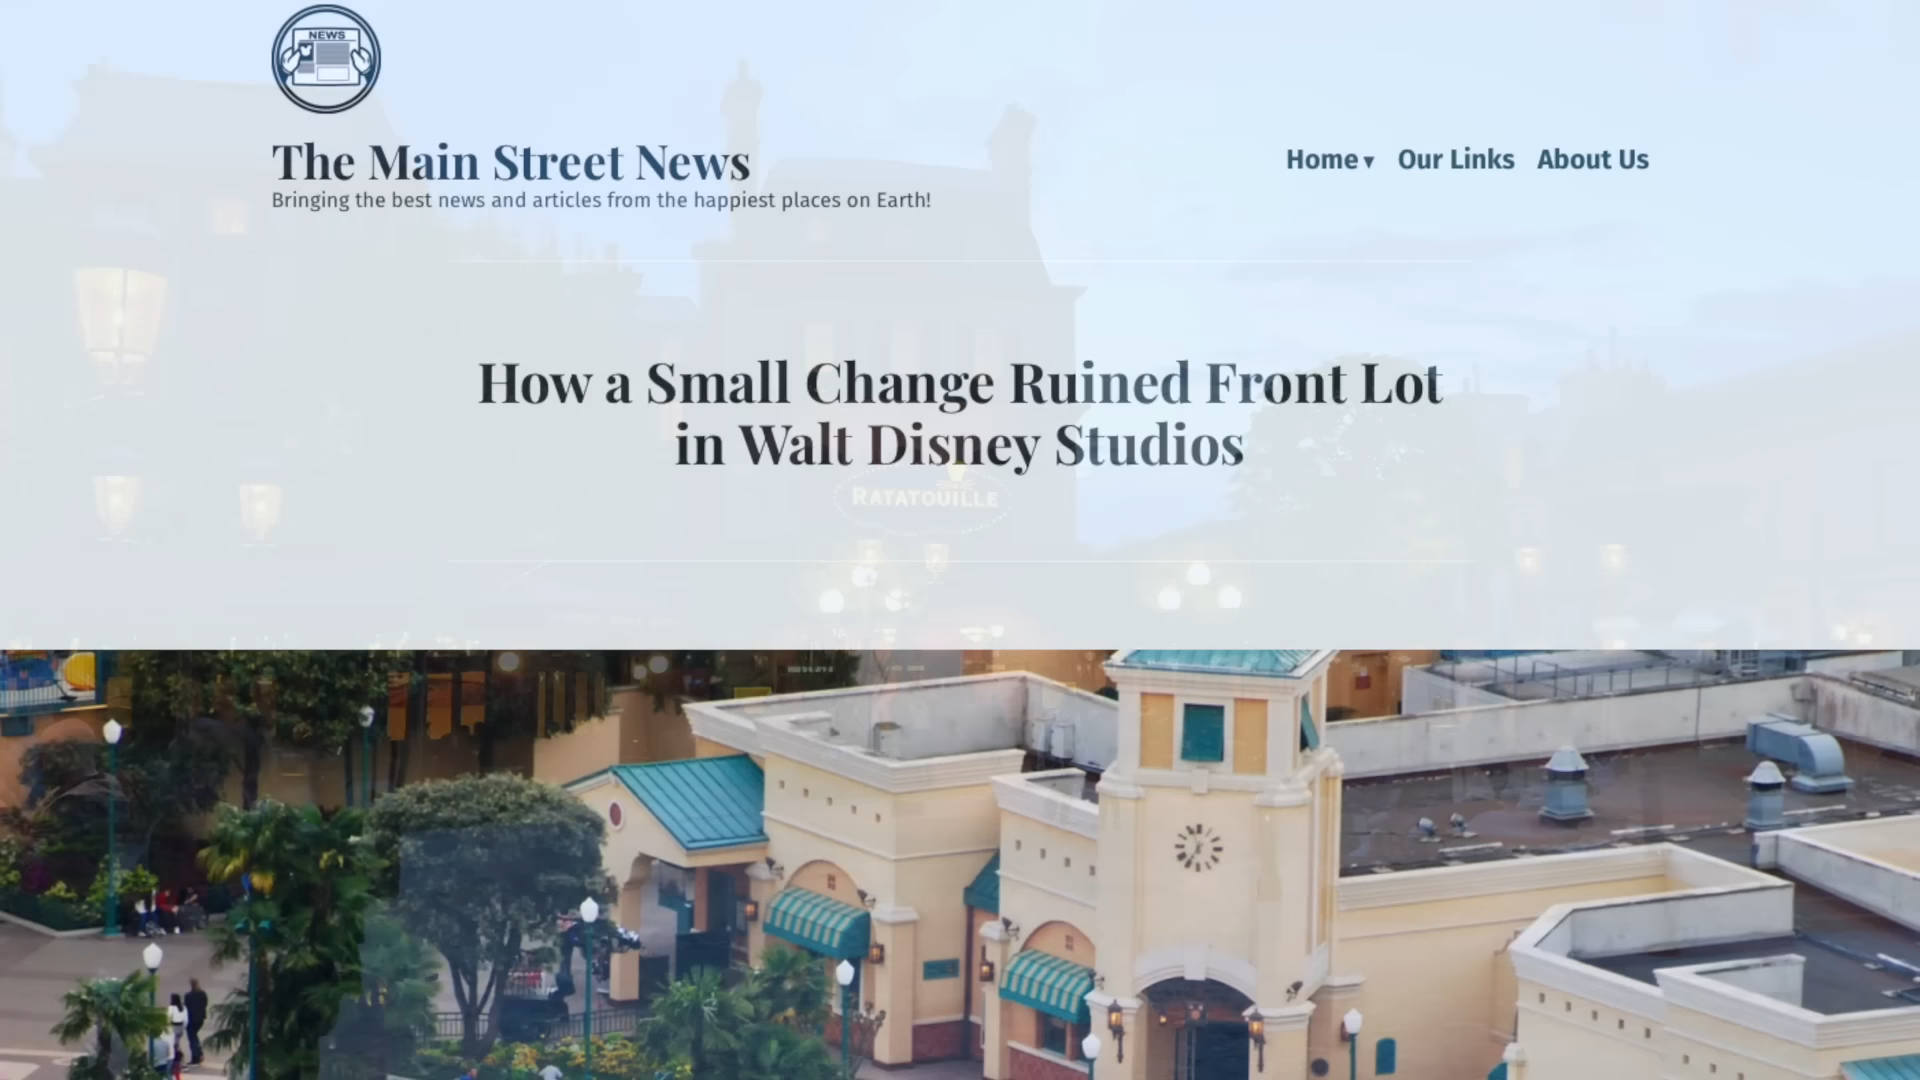 NEWS
The Main Street News
Bringing the best news and articles from the happiest places on Earth!
Home ▾ Our Links About Us
How a Small Change Ruined Front Lot
in Walt Disney Studios
RATATOUILLE